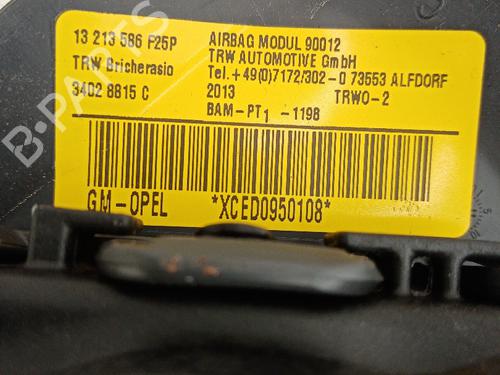 13 213 586 F25P
TRW Bricherasio
3402 8815 C
AIRBAG MODUL 90012
TRW AUTOMOTIVE GmbH
Tel.+49(0)7172/302-0 73553 ALFDORF
2013 TRWO-2
BAM-PT1 -1198
GM-OPEL *XCED0950108*
B-PARTS